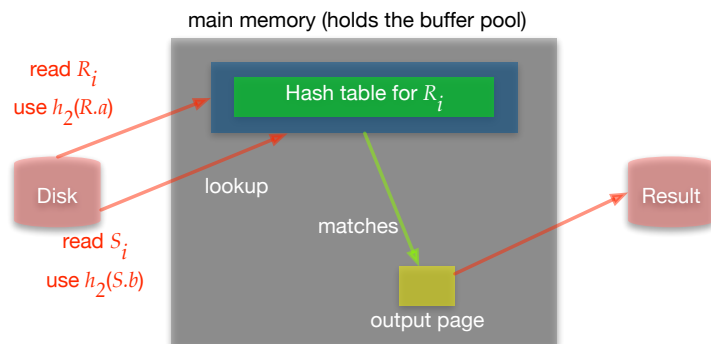 main memory (holds the buffer pool)
read Rᵢ
use h₂(R.a)
Hash table for Rᵢ
Disk
lookup
Result
matches
read Sᵢ
use h₂(S.b)
output page